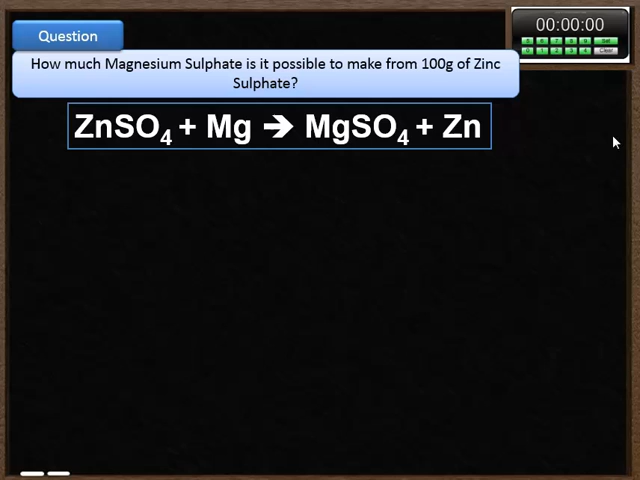 00:00:00
Question
How much Magnesium Sulphate is it possible to make from 100g of Zinc
Sulphate?
ZnSO₄ + Mg ➔ MgSO₄ + Zn